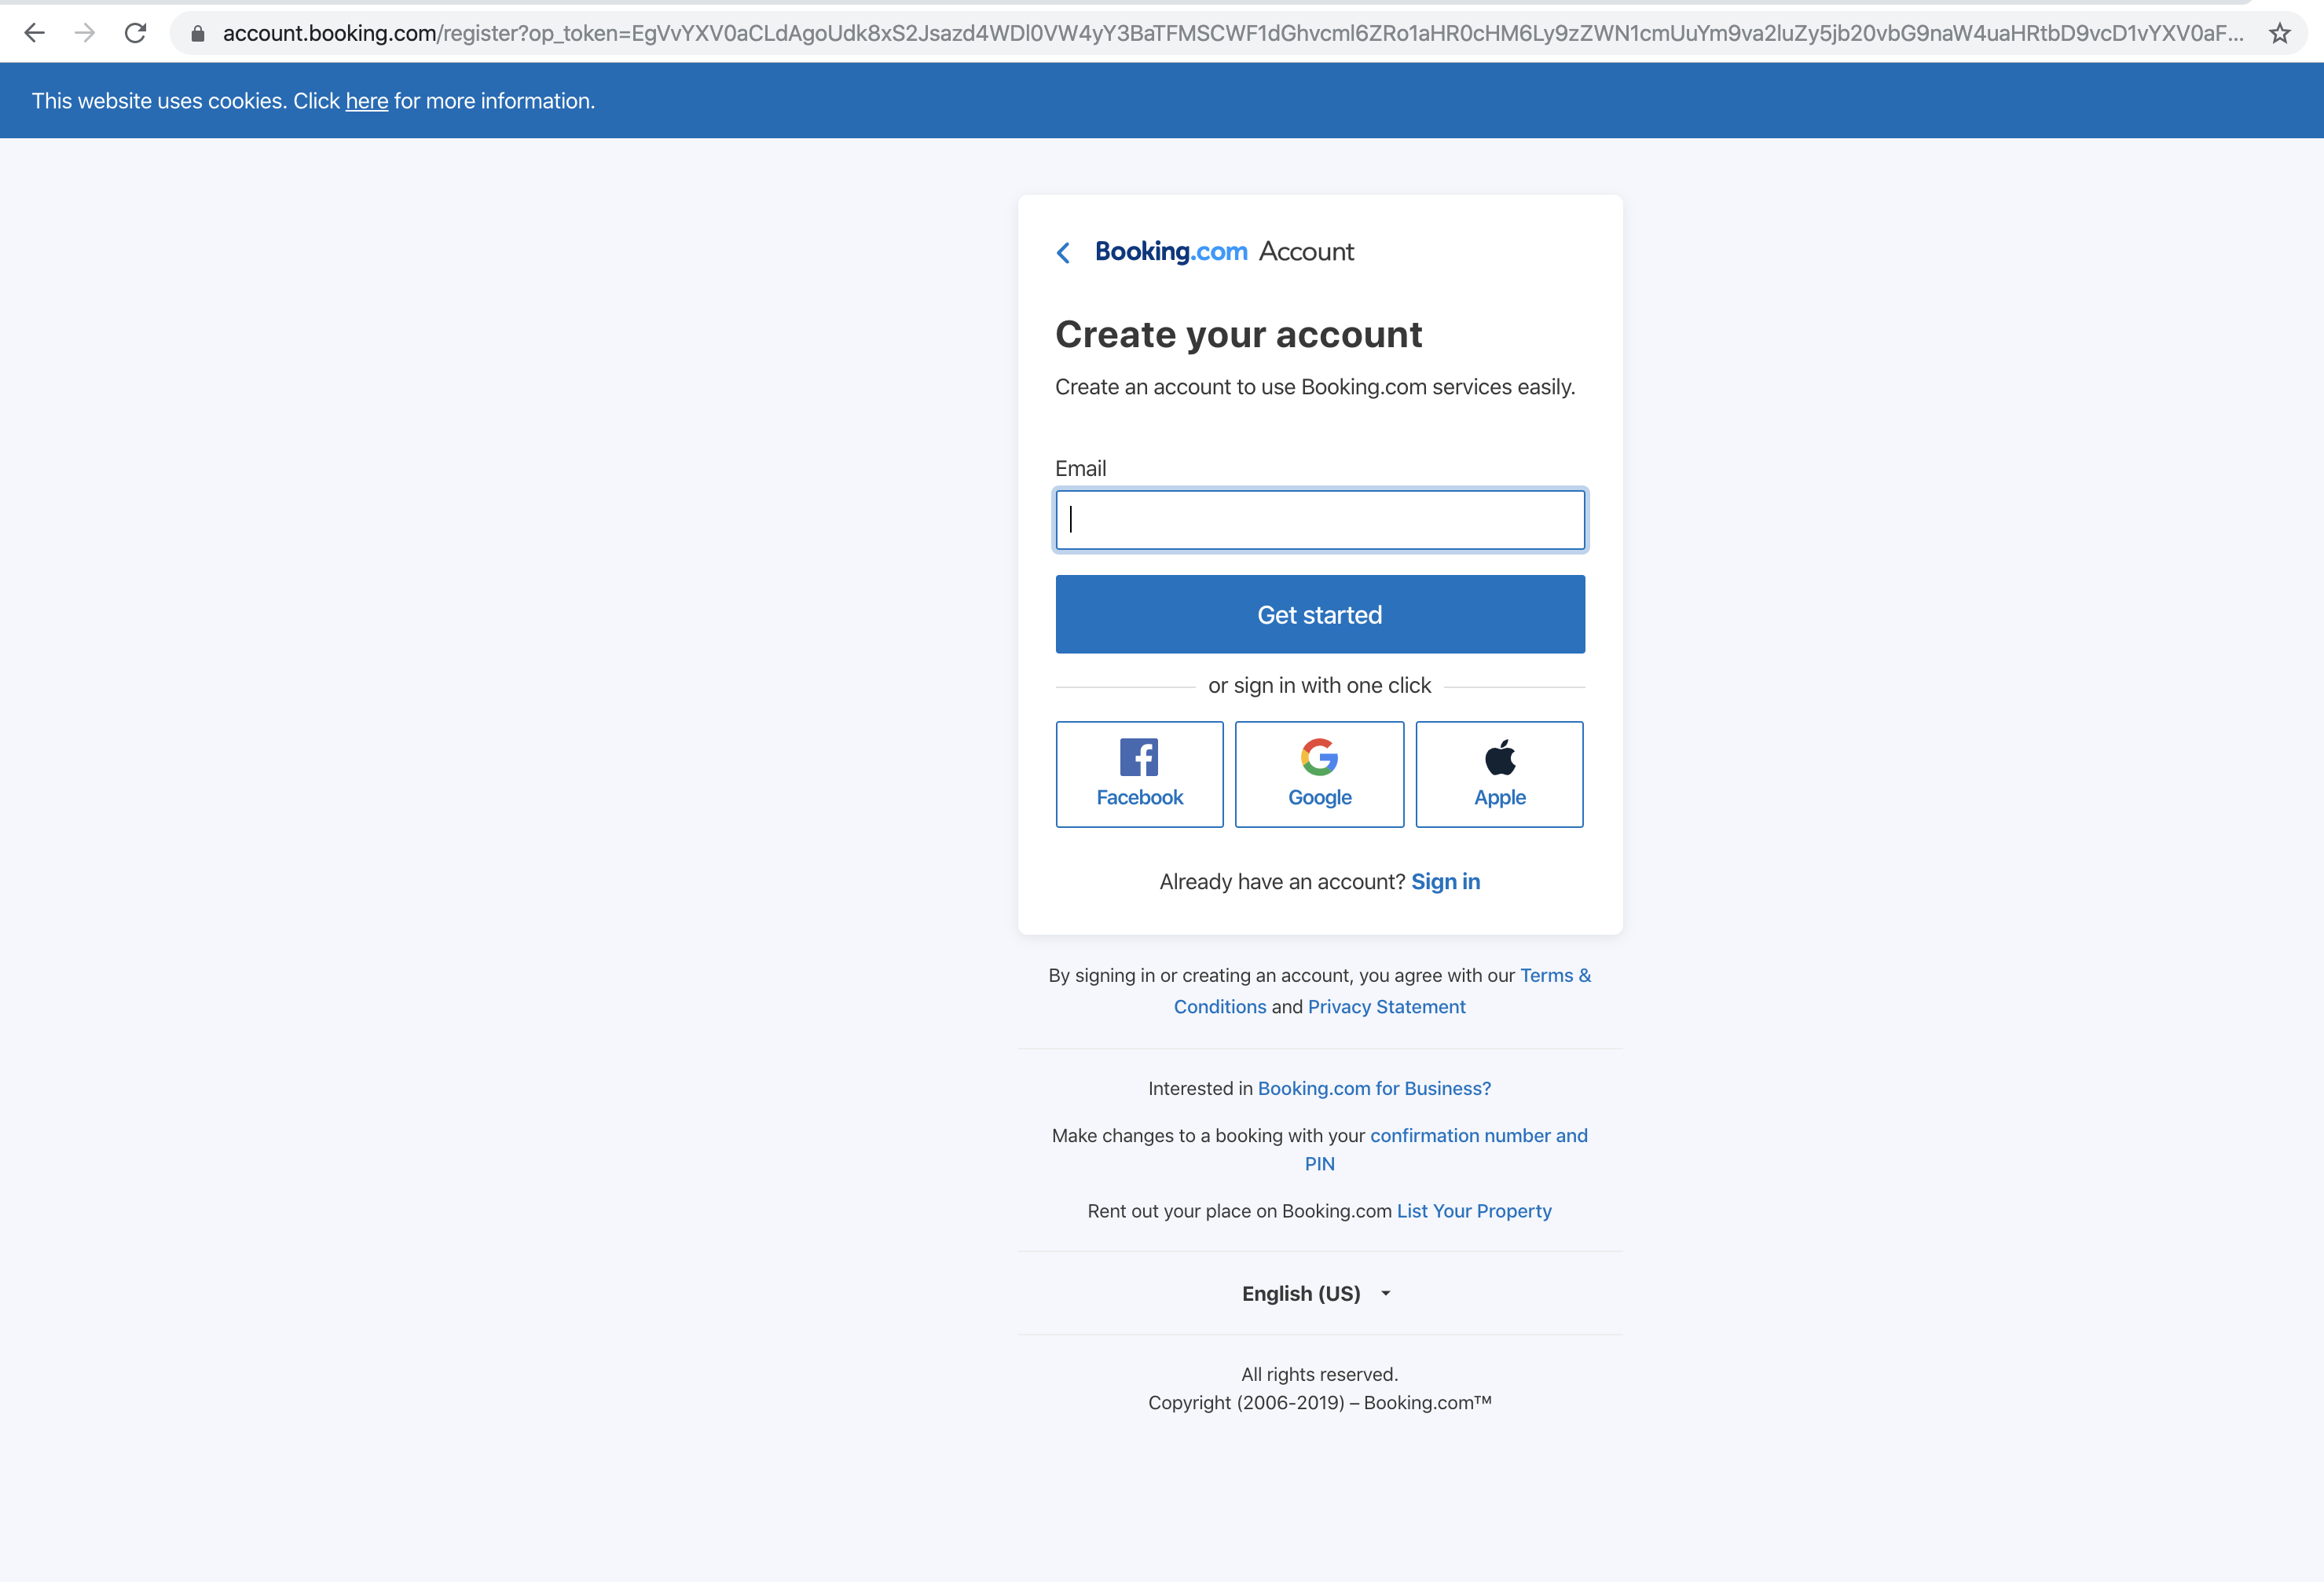 account.booking.com/register?op_token=EgVvYXV0aCLdAgoUdk8xS2Jsazd4WDl0VW4yY3BaTFMSCWF1dGhvcml6ZRo1aHR0cHM6Ly9zZWN1cmUuYm9va2luZy5jb20vbG9naW4uaHRtbD9vcD1vYXV0aF...
This website uses cookies. Click here for more information.
Booking.com Account
Create your account
Create an account to use Booking.com services easily.
Email
Get started
or sign in with one click
Facebook Google Apple
Already have an account? Sign in
By signing in or creating an account, you agree with our Terms &
Conditions and Privacy Statement
Interested in Booking.com for Business?
Make changes to a booking with your confirmation number and
PIN
Rent out your place on Booking.com List Your Property
English (US)
All rights reserved.
Copyright (2006-2019) – Booking.com™